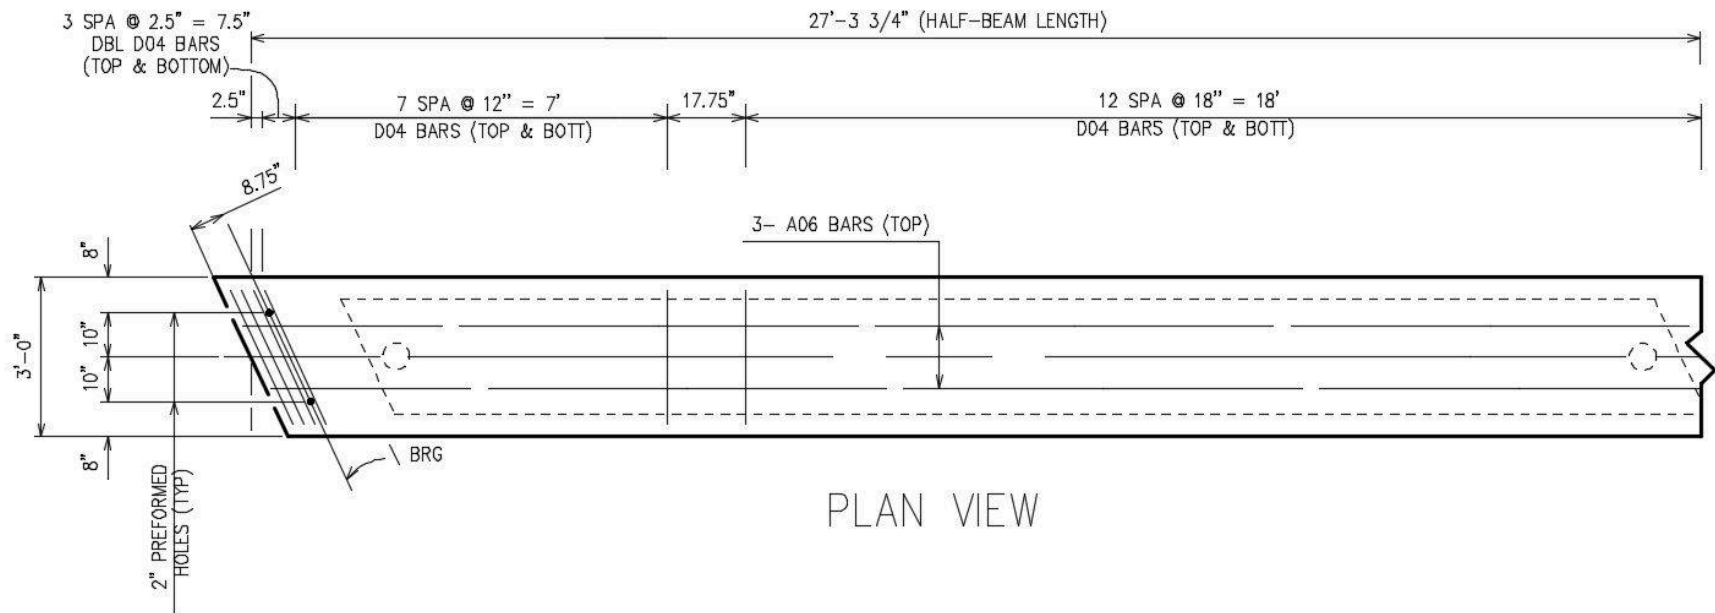 3 SPA @ 2.5" = 7.5"
DBL D04 BARS
(TOP & BOTTOM)
27'-3 3/4" (HALF-BEAM LENGTH)
2.5"
7 SPA @ 12" = 7'
D04 BARS (TOP & BOTT)
17.75"
12 SPA @ 18" = 18'
D04 BARS (TOP & BOTT)
8.75"
3- A06 BARS (TOP)
8"
10"
10"
8"
3'-0"
2" PREFORMED
HOLES (TYP)
BRG
PLAN VIEW